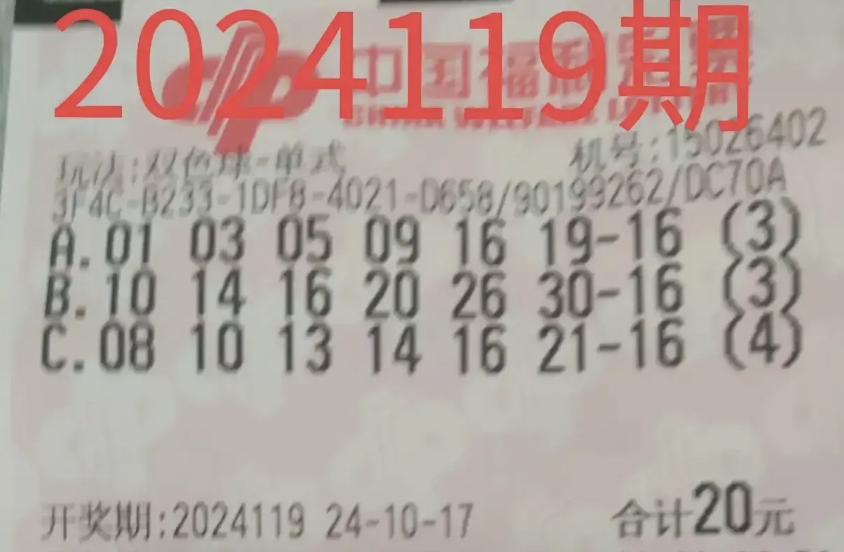 2024119期
中国福利彩票
CHINA WELFARE LOTTERY
玩法:双色球-单式 机号:15026402
3F4C-B233-1DF8-4021-D658/90199262/DC70A
A.01 03 05 09 16 19-16 (3)
B.10 14 16 20 26 30-16 (3)
C.08 10 13 14 16 21-16 (4)
开奖期:2024119 24-10-17 合计20元